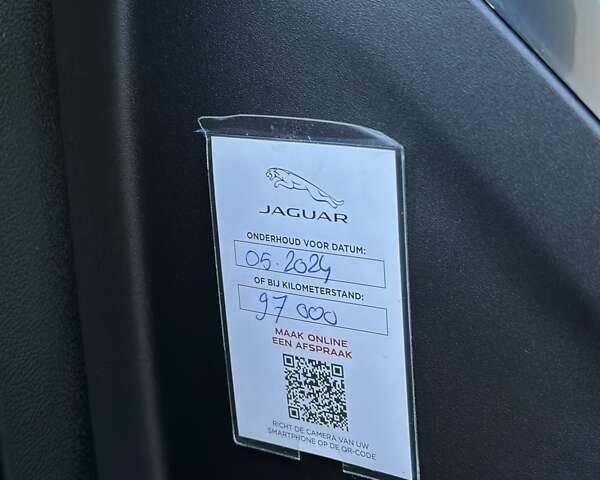 JAGUAR
ONDERHOUD VOOR DATUM:
05.2024
OF BIJ KILOMETERSTAND:
97 000
MAAK ONLINE
EEN AFSPRAAK
RICHT DE CAMERA VAN UW
SMARTPHONE OP DE QR-CODE